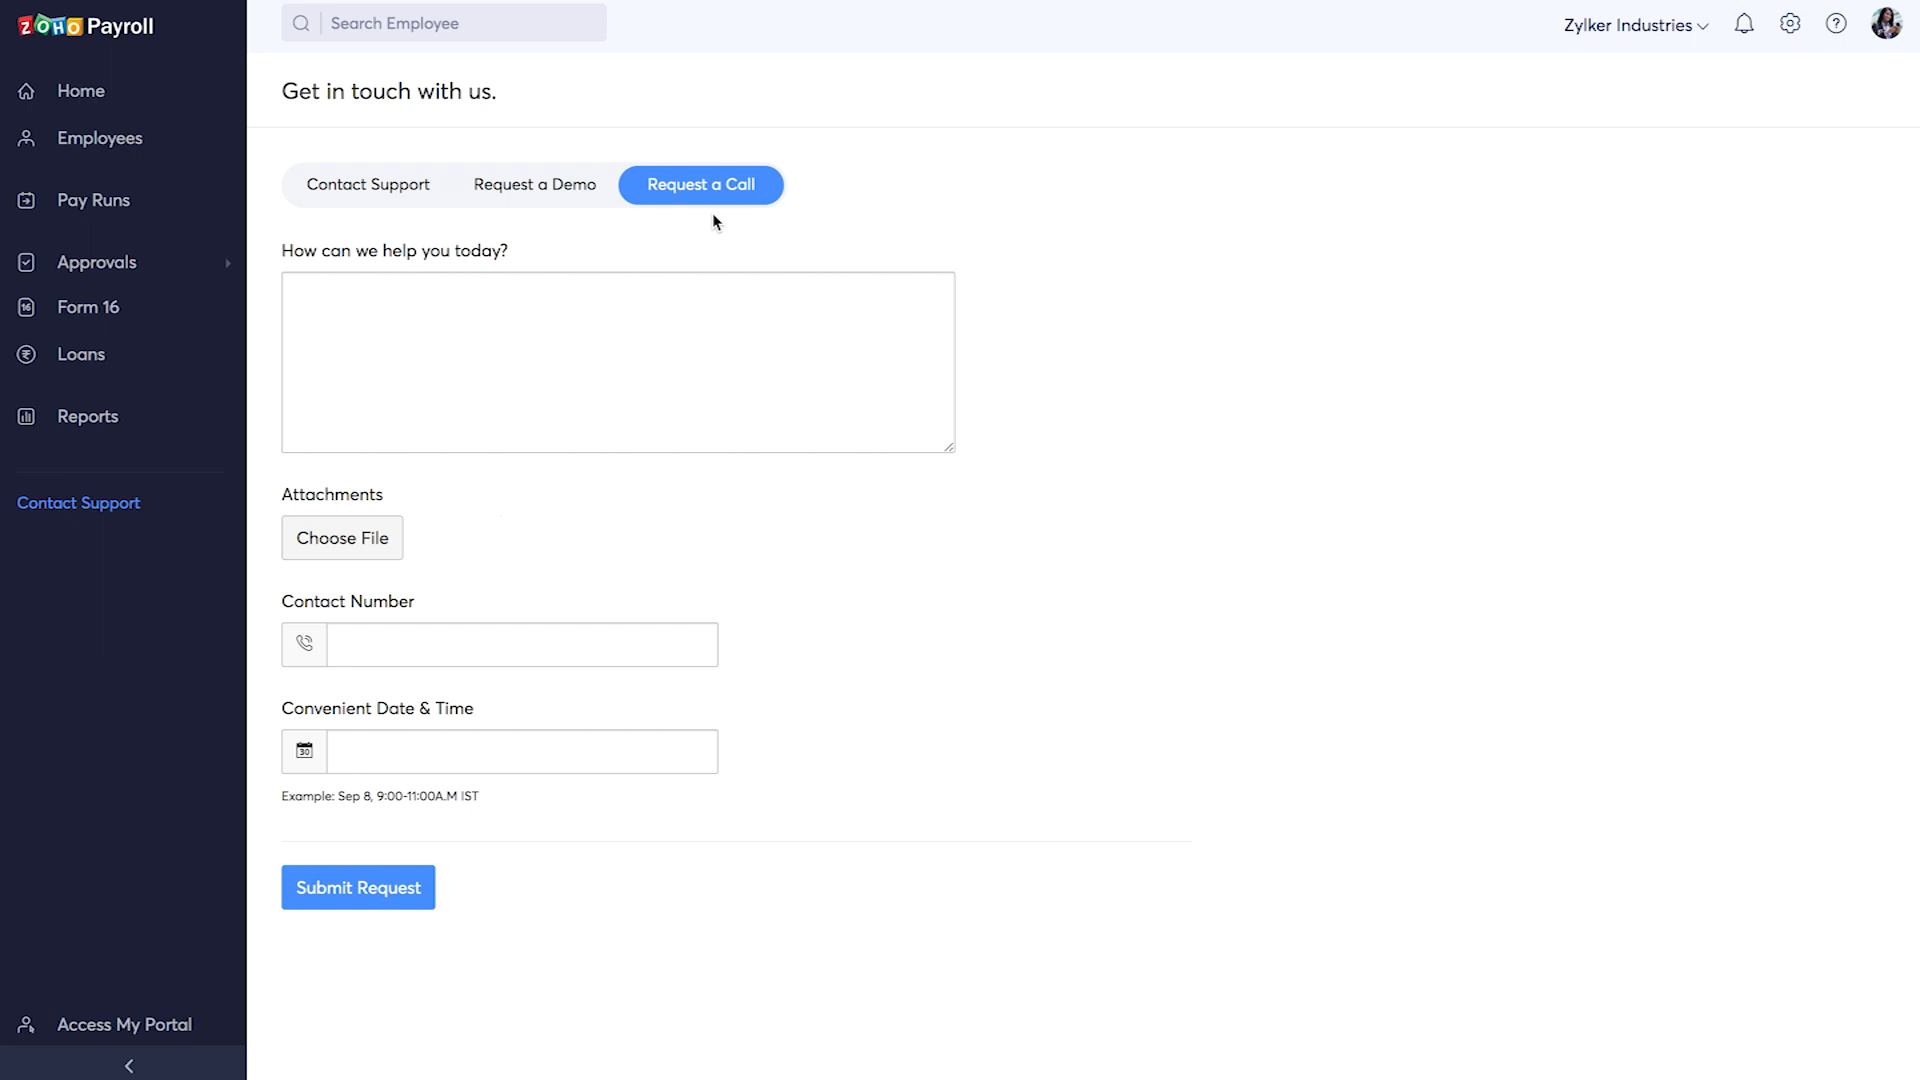 ZOHO Payroll
Search Employee
Zylker Industries
Home
Employees
Pay Runs
Approvals
16
Form 16
Loans
Reports
Contact Support
Access My Portal
Get in touch with us.
Contact Support
Request a Demo
Request a Call
How can we help you today?
Attachments
Choose File
Contact Number
Convenient Date & Time
30
Example: Sep 8, 9:00-11:00A.M IST
Submit Request